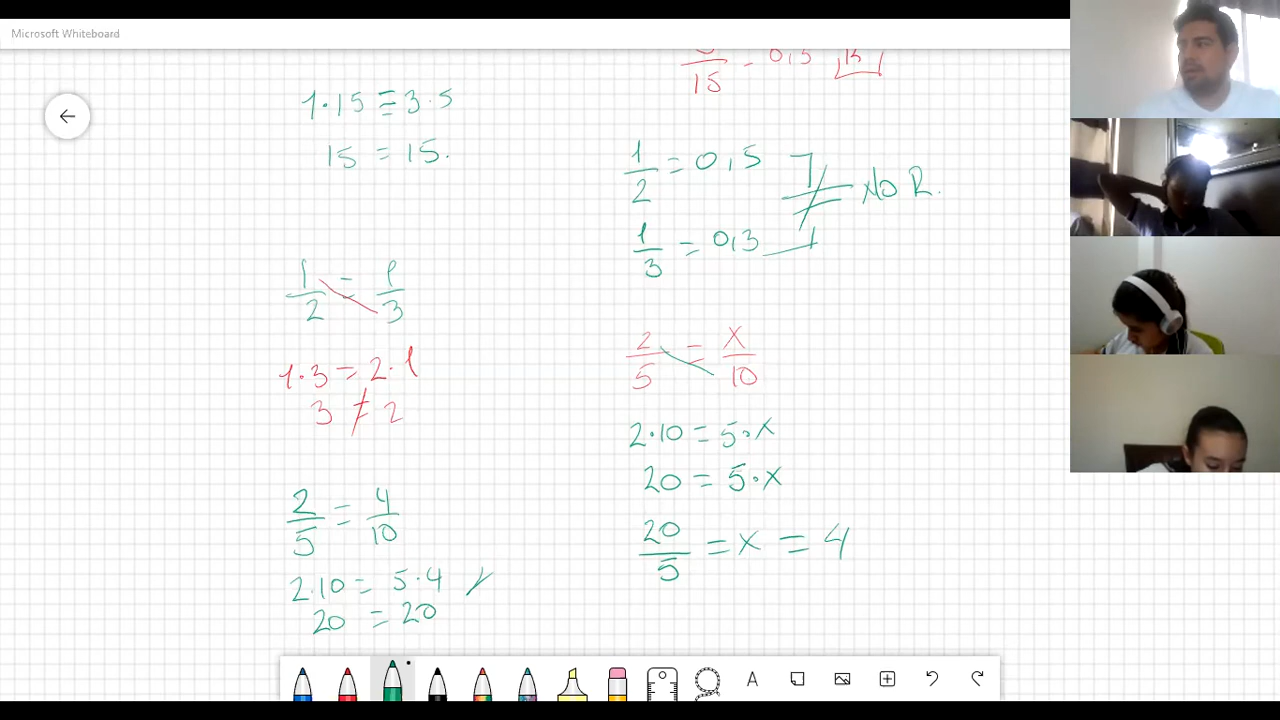 Microsoft Whiteboard
1·15 = 3·5
15 = 15.
1/2 = 1/3
1·3 = 2·1
3 ≠ 2
2/5 = 4/10
2·10 = 5·4
20 = 20
15 = 0,5 R
1/2 = 0,5
NO R.
1/3 = 0,3
2/5 = X/10
2·10 = 5·X
20 = 5·X
20/5 = X = 4
A